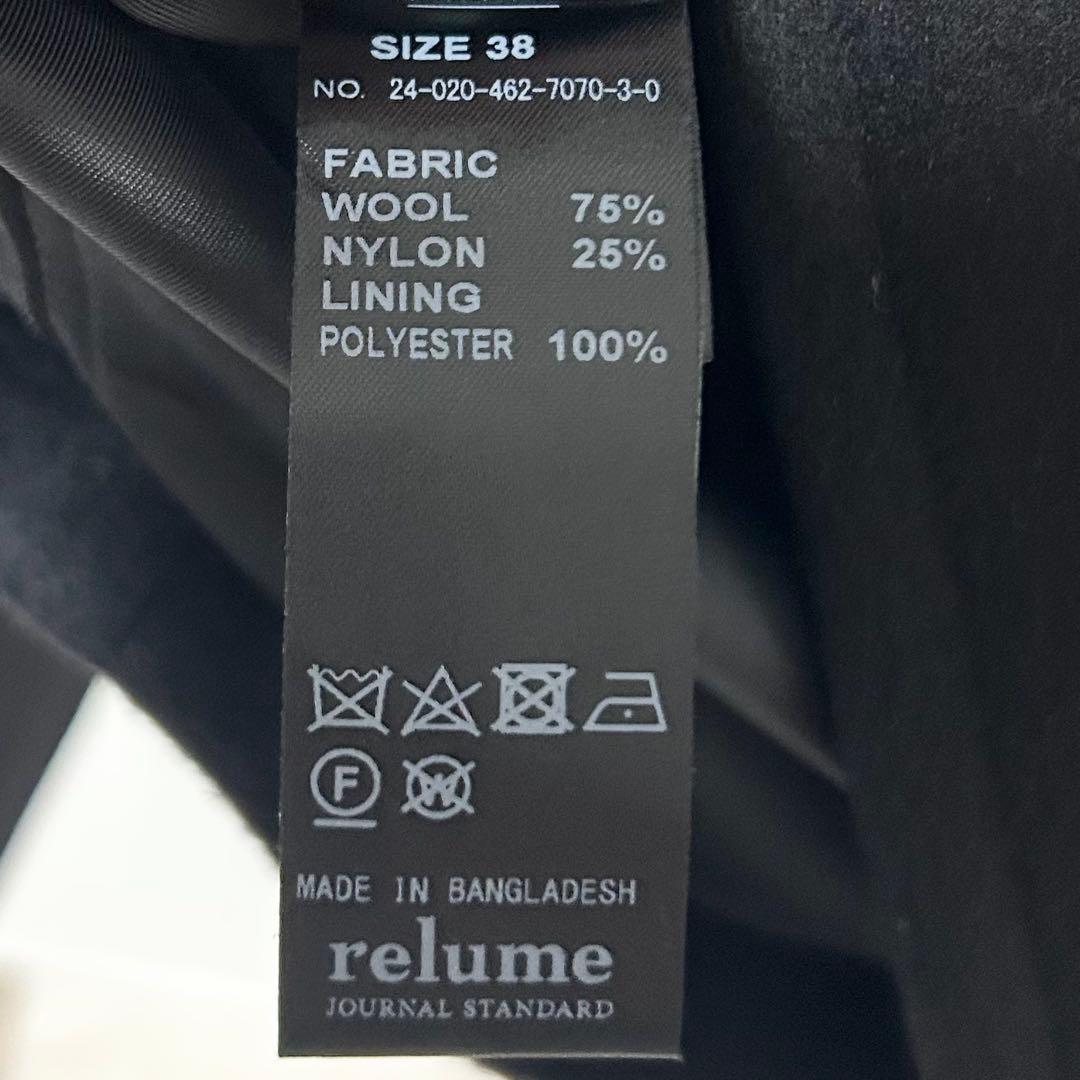 SIZE 38
NO. 24-020-462-7070-3-0
FABRIC
WOOL 75%
NYLON 25%
LINING
POLYESTER 100%
F W
MADE IN BANGLADESH
relume
JOURNAL STANDARD